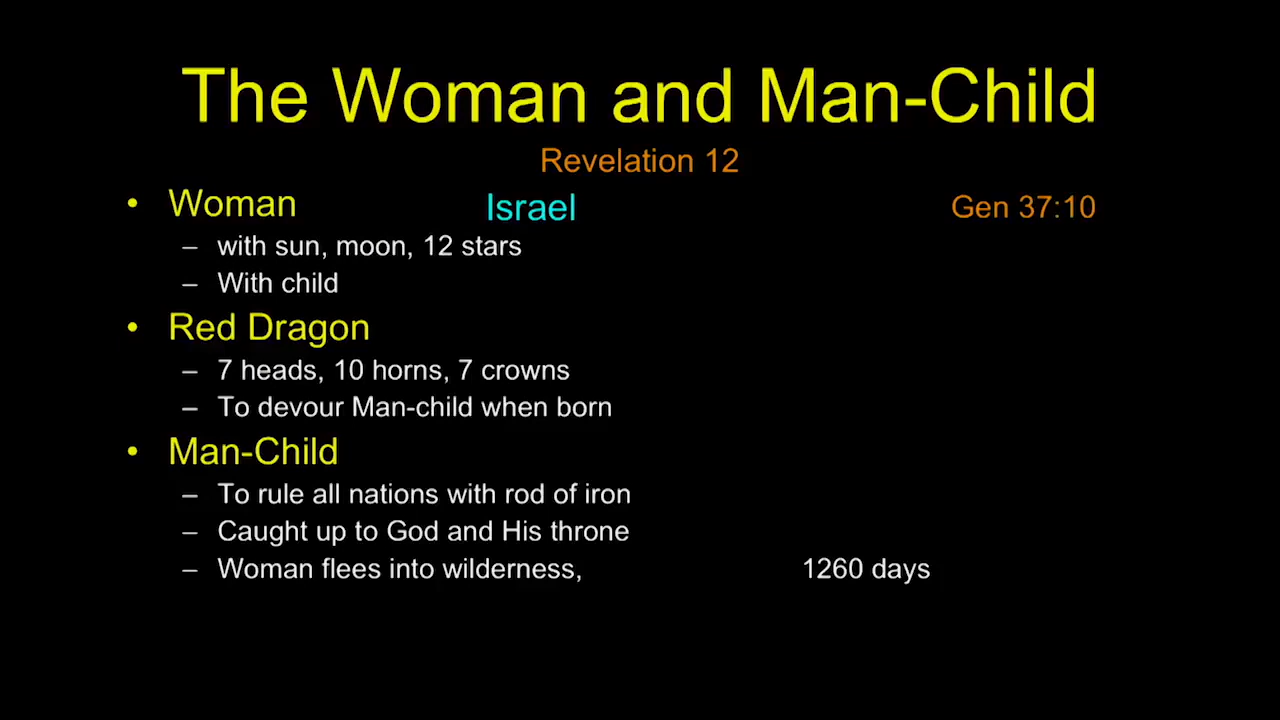 The Woman and Man-Child
Revelation 12
• Woman Israel Gen 37:10
– with sun, moon, 12 stars
– With child
• Red Dragon
– 7 heads, 10 horns, 7 crowns
– To devour Man-child when born
• Man-Child
– To rule all nations with rod of iron
– Caught up to God and His throne
– Woman flees into wilderness, 1260 days